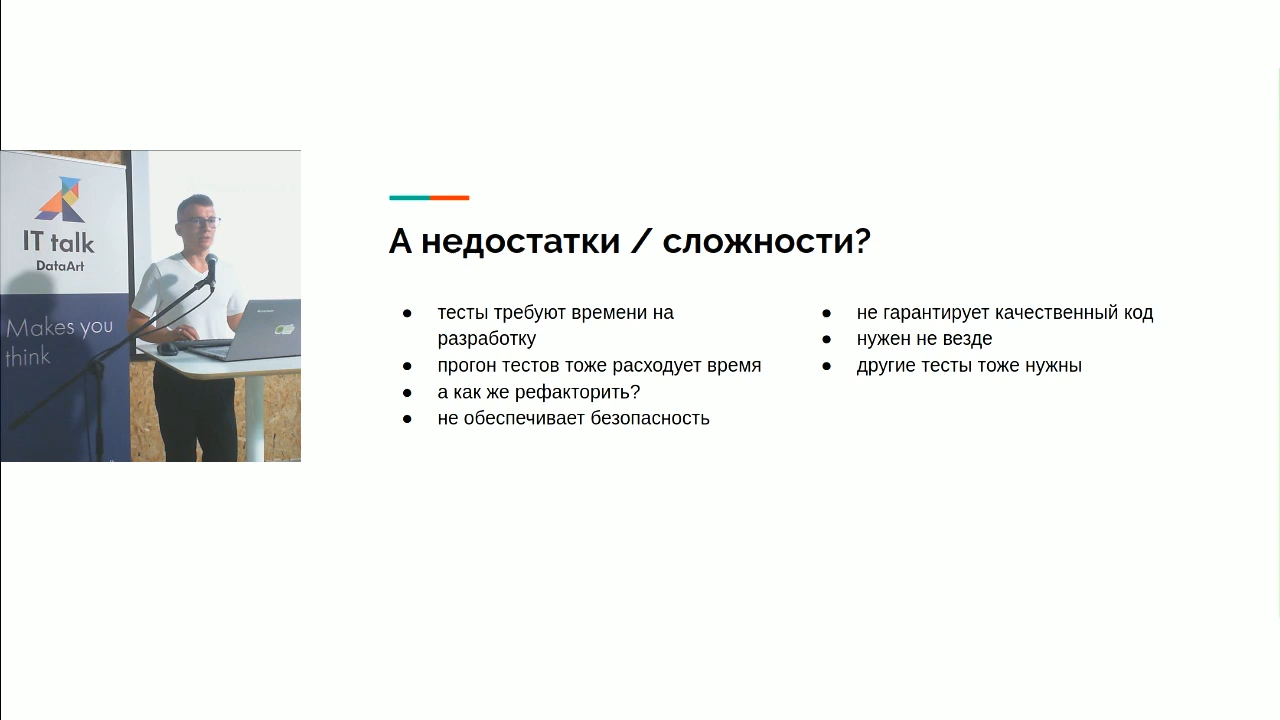 IT talk
DataArt
Makes you
think
А недостатки / сложности?
● тесты требуют времени на
разработку
● прогон тестов тоже расходует время
● а как же рефакторить?
● не обеспечивает безопасность
● не гарантирует качественный код
● нужен не везде
● другие тесты тоже нужны